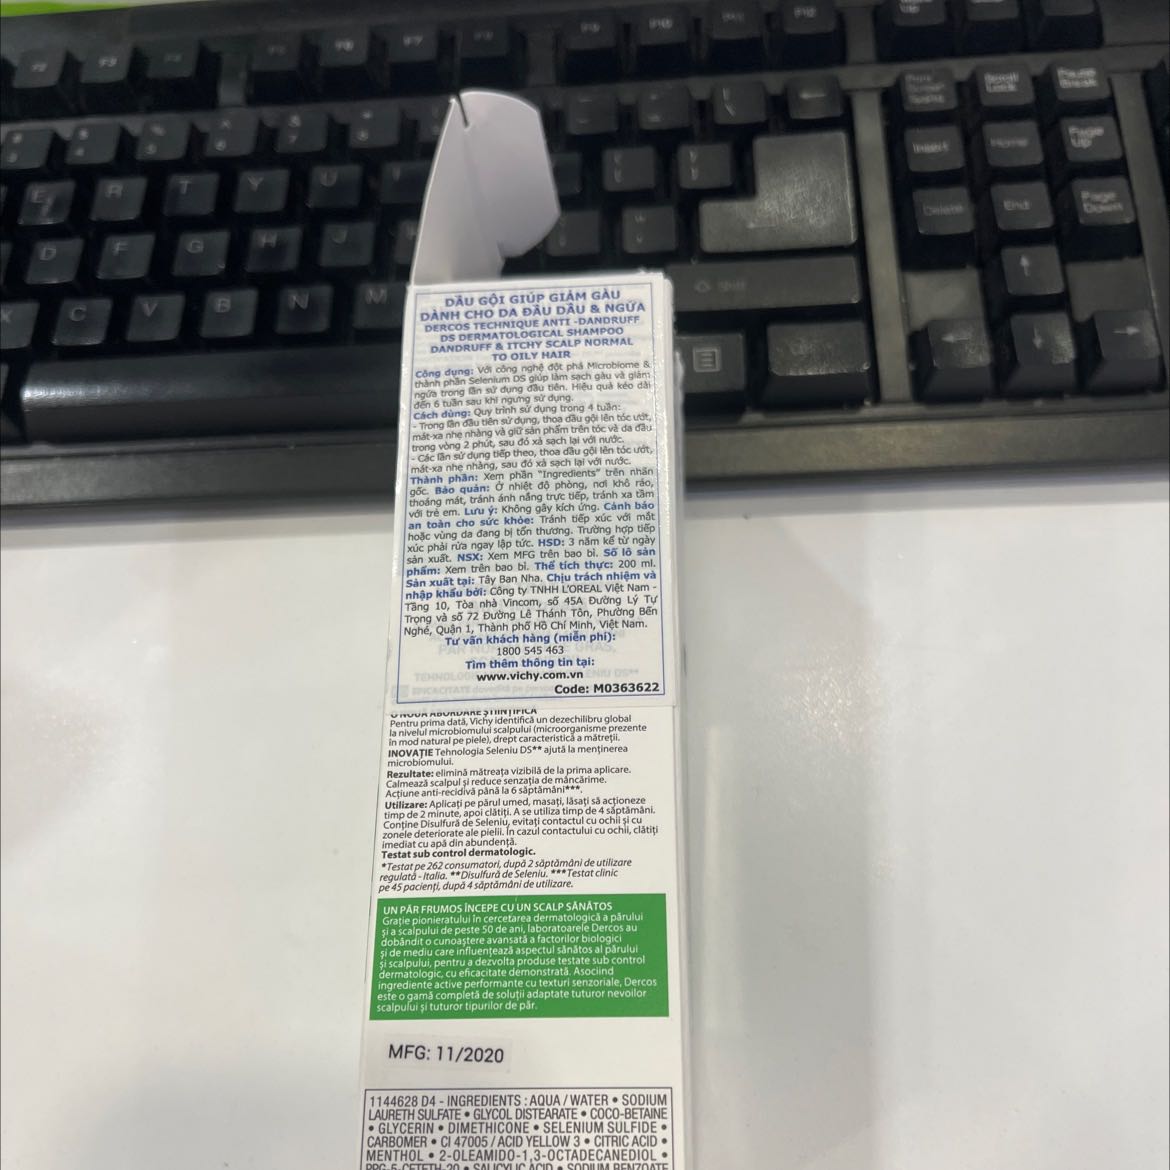 F6
F7
F10
R
T
Y
U
D
F
G
H
J
X
C
V
B
N
M
Insert
Home
Page
Up
Delete
End
Page
Down
Shift
DẦU GỘI GIÚP GIẢM GÀU
DÀNH CHO DA ĐẦU DẦU & NGỨA
DERCOS TECHNIQUE ANTI -DANDRUFF
DS DERMATOLOGICAL SHAMPOO
DANDRUFF & ITCHY SCALP NORMAL
TO OILY HAIR
Công dụng: Với công nghệ đột phá Microbiome &
thành phần Selenium DS giúp làm sạch gàu và giảm
ngứa trong lần sử dụng đầu tiên. Hiệu quả kéo dài
đến 6 tuần sau khi ngưng sử dụng.
Cách dùng: Quy trình sử dụng trong 4 tuần:
- Trong lần đầu tiên sử dụng, thoa dầu gội lên tóc ướt,
mát-xa nhẹ nhàng và giữ sản phẩm trên tóc và da đầu
trong vòng 2 phút, sau đó xả sạch lại với nước.
- Các lần sử dụng tiếp theo, thoa dầu gội lên tóc ướt,
mát-xa nhẹ nhàng, sau đó xả sạch lại với nước.
Thành phần: Xem phần "Ingredients" trên nhãn
gốc. Bảo quản: Ở nhiệt độ phòng, nơi khô ráo,
thoáng mát, tránh ánh nắng trực tiếp, tránh xa tầm
với trẻ em. Lưu ý: Không gây kích ứng. Cảnh báo
an toàn cho sức khỏe: Tránh tiếp xúc với mắt
hoặc vùng da đang bị tổn thương. Trường hợp tiếp
xúc phải rửa ngay lập tức. HSD: 3 năm kể từ ngày
sản xuất. NSX: Xem MFG trên bao bì. Số lô sản
phẩm: Xem trên bao bì. Thể tích thực: 200 ml.
Sản xuất tại: Tây Ban Nha. Chịu trách nhiệm và
nhập khẩu bởi: Công ty TNHH L'OREAL Việt Nam -
Tầng 10, Tòa nhà Vincom, số 45A Đường Lý Tự
Trọng và số 72 Đường Lê Thánh Tôn, Phường Bến
Nghé, Quận 1, Thành phố Hồ Chí Minh, Việt Nam.
Tư vấn khách hàng (miễn phí):
1800 545 463
Tìm thêm thông tin tại:
www.vichy.com.vn
Code: M0363622
O NOUĂ ABORDARE ȘTIINȚIFICĂ
Pentru prima dată, Vichy identifică un dezechilibru global
la nivelul microbiomului scalpului (microorganisme prezente
în mod natural pe piele), drept caracteristică a mătreții.
INOVAȚIE Tehnologia Seleniu DS** ajută la menținerea
microbiomului.
Rezultate: elimină mătreața vizibilă de la prima aplicare.
Calmează scalpul și reduce senzația de mâncărime.
Acțiune anti-recidivă până la 6 săptămâni***.
Utilizare: Aplicați pe părul umed, masați, lăsați să acționeze
timp de 2 minute, apoi clătiți. A se utiliza timp de 4 săptămâni.
Conține Disulfură de Seleniu, evitați contactul cu ochii și cu
zonele deteriorate ale pielii. În cazul contactului cu ochii, clătiți
imediat cu apă din abundență.
Testat sub control dermatologic.
*Testat pe 262 consumatori, după 2 săptămâni de utilizare
regulată - Italia. **Disulfură de Seleniu. ***Testat clinic
pe 45 pacienți, după 4 săptămâni de utilizare.
UN PĂR FRUMOS ÎNCEPE CU UN SCALP SĂNĂTOS
Grație pionieratului în cercetarea dermatologică a părului
și a scalpului de peste 50 de ani, laboratoarele Dercos au
dobândit o cunoaștere avansată a factorilor biologici
și de mediu care influențează aspectul sănătos al părului
și scalpului, pentru a dezvolta produse testate sub control
dermatologic, cu eficacitate demonstrată. Asociind
ingrediente active performante cu texturi senzoriale, Dercos
este o gamă completă de soluții adaptate tuturor nevoilor
scalpului și tuturor tipurilor de păr.
MFG: 11/2020
1144628 D4 - INGREDIENTS : AQUA / WATER • SODIUM
LAURETH SULFATE • GLYCOL DISTEARATE • COCO-BETAINE
• GLYCERIN • DIMETHICONE • SELENIUM SULFIDE •
CARBOMER • CI 47005 / ACID YELLOW 3 • CITRIC ACID •
MENTHOL • 2-OLEAMIDO-1,3-OCTADECANEDIOL •
PPG-5-CETETH-20 • SALICYLIC ACID • SODIUM BENZOATE